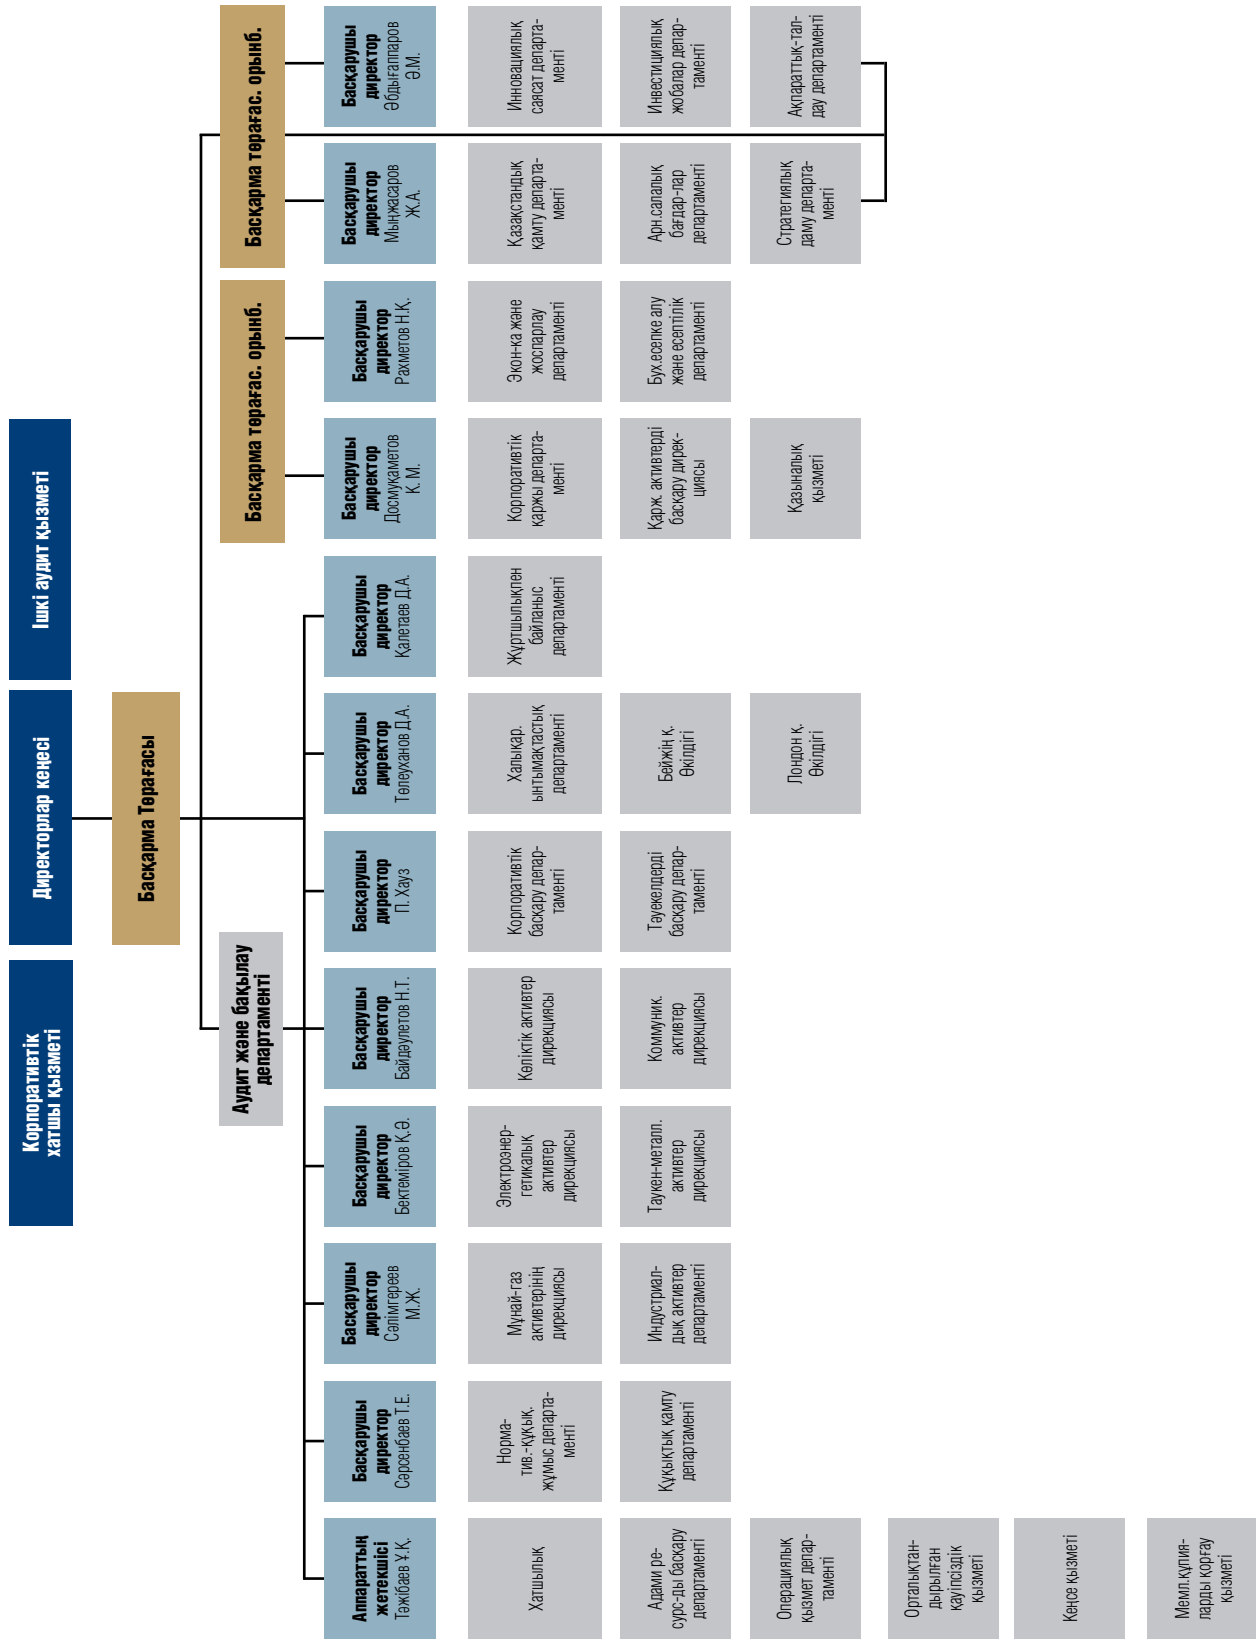 Корпоративтік
хатшы қызметі
Директорлар кеңесі
Ішкі аудит қызметі
Басқарма Төрағасы
Аудит және бақылау
департаменті
Басқарма төрағас. орынб.
Басқарма төрағас. орынб.
Аппараттың
жетекшісі
Тәжібаев Ұ.Қ.
Басқарушы
директор
Сәрсенбаев Т.Е.
Басқарушы
директор
Сәлімгереев
М.Ж.
Басқарушы
директор
Бектеміров Қ.Ә.
Басқарушы
директор
Байдәулетов Н.Т.
Басқарушы
директор
П. Хауз
Басқарушы
директор
Төлеуханов Д.А.
Басқарушы
директор
Қалетаев Д.А.
Басқарушы
директор
Досмұқаметов
Қ. М.
Басқарушы
директор
Рахметов Н.Қ.
Басқарушы
директор
Мыңжасаров
Ж.А.
Басқарушы
директор
Әбдығаппаров
Ә.М.
Хатшылық
Норма-
тив.-құқық.
жұмыс департа-
менті
Мұнай-газ
активтерінің
дирекциясы
Электроэнер-
гетикалық
активтер
дирекциясы
Көліктік активтер
дирекциясы
Корпоративтік
басқару депар-
таменті
Халықар.
ынтымақтастық
департаменті
Жұртшылықпен
байланыс
департаменті
Корпоративтік
қаржы департа-
менті
Экон-ка және
жоспарлау
департаменті
Қазақстандық
қамту департа-
менті
Инновациялық
саясат департа-
менті
Адами ре-
сурс-ды басқару
департаменті
Құқықтық қамту
департаменті
Индустриал-
дық активтер
департаменті
Таукен-металл.
активтер
дирекциясы
Коммуник.
активтер
дирекциясы
Тәуекелдерді
басқару депар-
таменті
Бейжің қ.
Өкілдігі
Қарж. активтерді
басқару дирек-
циясы
Бух.есепке алу
және есептілік
департаменті
Арн.салалық
бағдар-лар
департаменті
Инвестициялық
жобалар депар-
таменті
Операциялық
қызмет депар-
таменті
Лондон қ.
Өкілдігі
Қазыналық
қызметі
Стратегиялық
даму департа-
менті
Ақпараттық-тал-
дау департаменті
Орталықтан-
дырылған
қауіпсіздік
қызметі
Кеңсе қызметі
Мемл.құпия-
ларды қорғау
қызметі